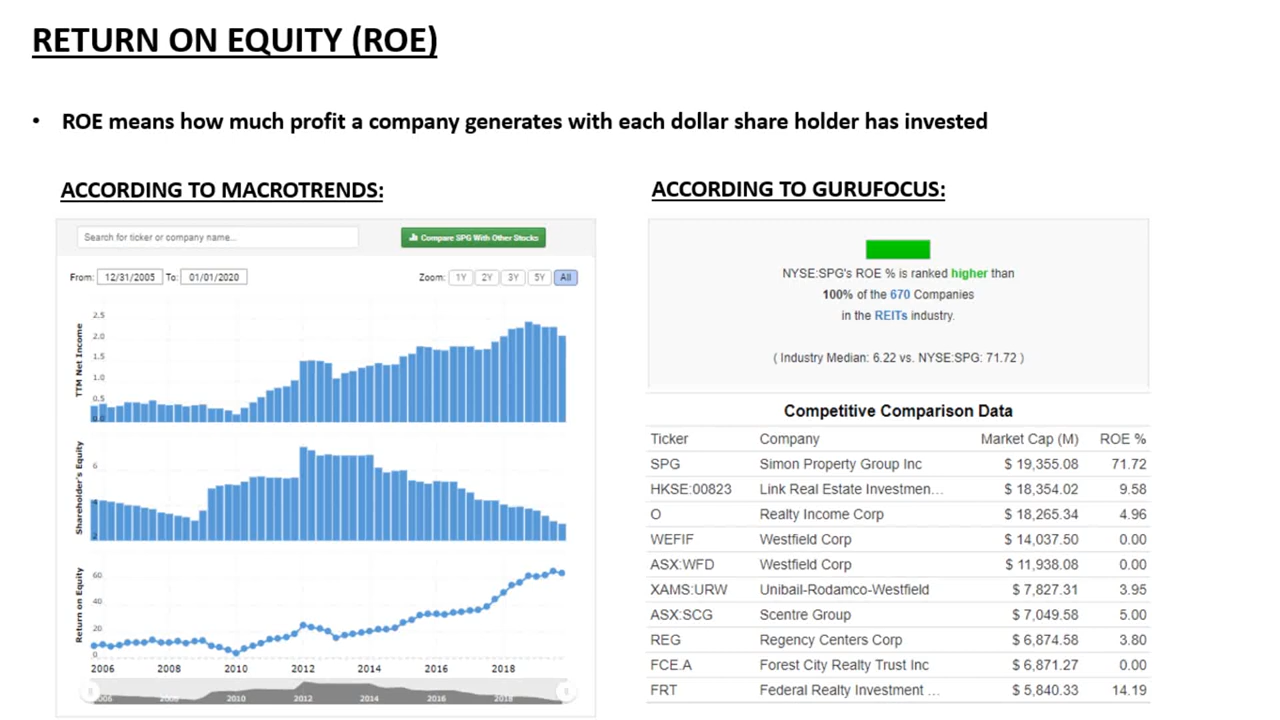 RETURN ON EQUITY (ROE)
• ROE means how much profit a company generates with each dollar share holder has invested
ACCORDING TO MACROTRENDS:
Search for ticker or company name...
Compare SPG With Other Stocks
From: 12/31/2005 To: 01/01/2020
Zoom: 1Y 2Y 3Y 5Y All
TTM Net Income
2.5
2.0
1.5
1.0
0.5
0.0
Shareholder's Equity
6
4
2
Return on Equity
60
40
20
0
2006 2008 2010 2012 2014 2016 2018
2006 2008 2010 2012 2014 2016 2018
ACCORDING TO GURUFOCUS:
NYSE:SPG's ROE % is ranked higher than
100% of the 670 Companies
in the REITs industry.
( Industry Median: 6.22 vs. NYSE:SPG: 71.72 )
Competitive Comparison Data
Ticker Company Market Cap (M) ROE %
SPG Simon Property Group Inc $ 19,355.08 71.72
HKSE:00823 Link Real Estate Investmen... $ 18,354.02 9.58
O Realty Income Corp $ 18,265.34 4.96
WEFIF Westfield Corp $ 14,037.50 0.00
ASX:WFD Westfield Corp $ 11,938.08 0.00
XAMS:URW Unibail-Rodamco-Westfield $ 7,827.31 3.95
ASX:SCG Scentre Group $ 7,049.58 5.00
REG Regency Centers Corp $ 6,874.58 3.80
FCE.A Forest City Realty Trust Inc $ 6,871.27 0.00
FRT Federal Realty Investment ... $ 5,840.33 14.19